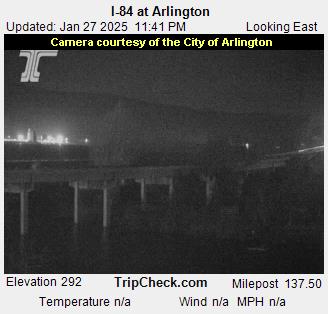 I-84 at Arlington
Updated: Jan 27 2025 11:41 PM Looking East
Camera courtesy of the City of Arlington
Elevation 292 TripCheck.com Milepost 137.50
Temperature n/a Wind n/a MPH n/a